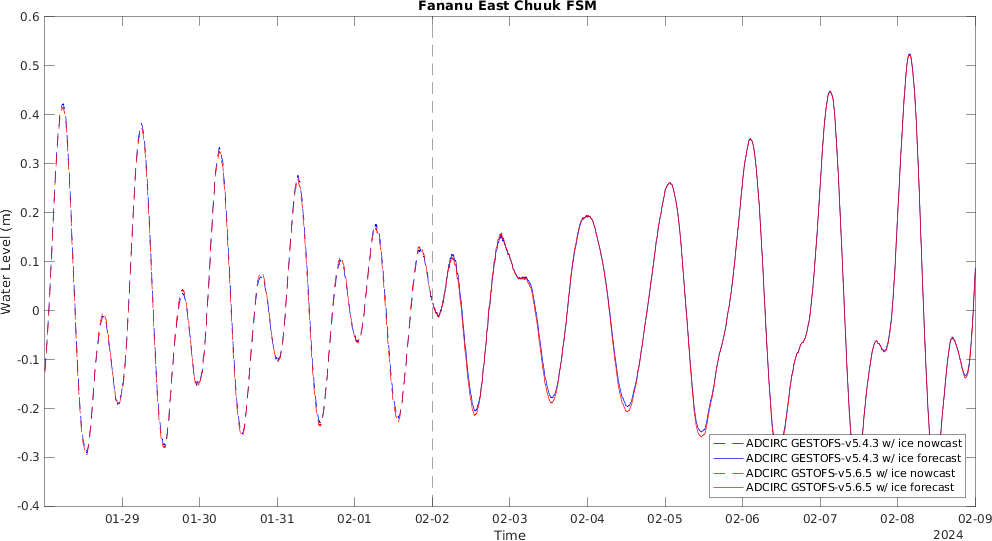 Fananu East Chuuk FSM
0.6
0.5
0.4
0.3
0.2
0.1
0
-0.1
-0.2
-0.3
-0.4
Water Level (m)
ADCIRC GESTOFS-v5.4.3 w/ ice nowcast
ADCIRC GESTOFS-v5.4.3 w/ ice forecast
ADCIRC GSTOFS-v5.6.5 w/ ice nowcast
ADCIRC GSTOFS-v5.6.5 w/ ice forecast
01-29 01-30 01-31 02-01 02-02 02-03 02-04 02-05 02-06 02-07 02-08 02-09
Time
2024